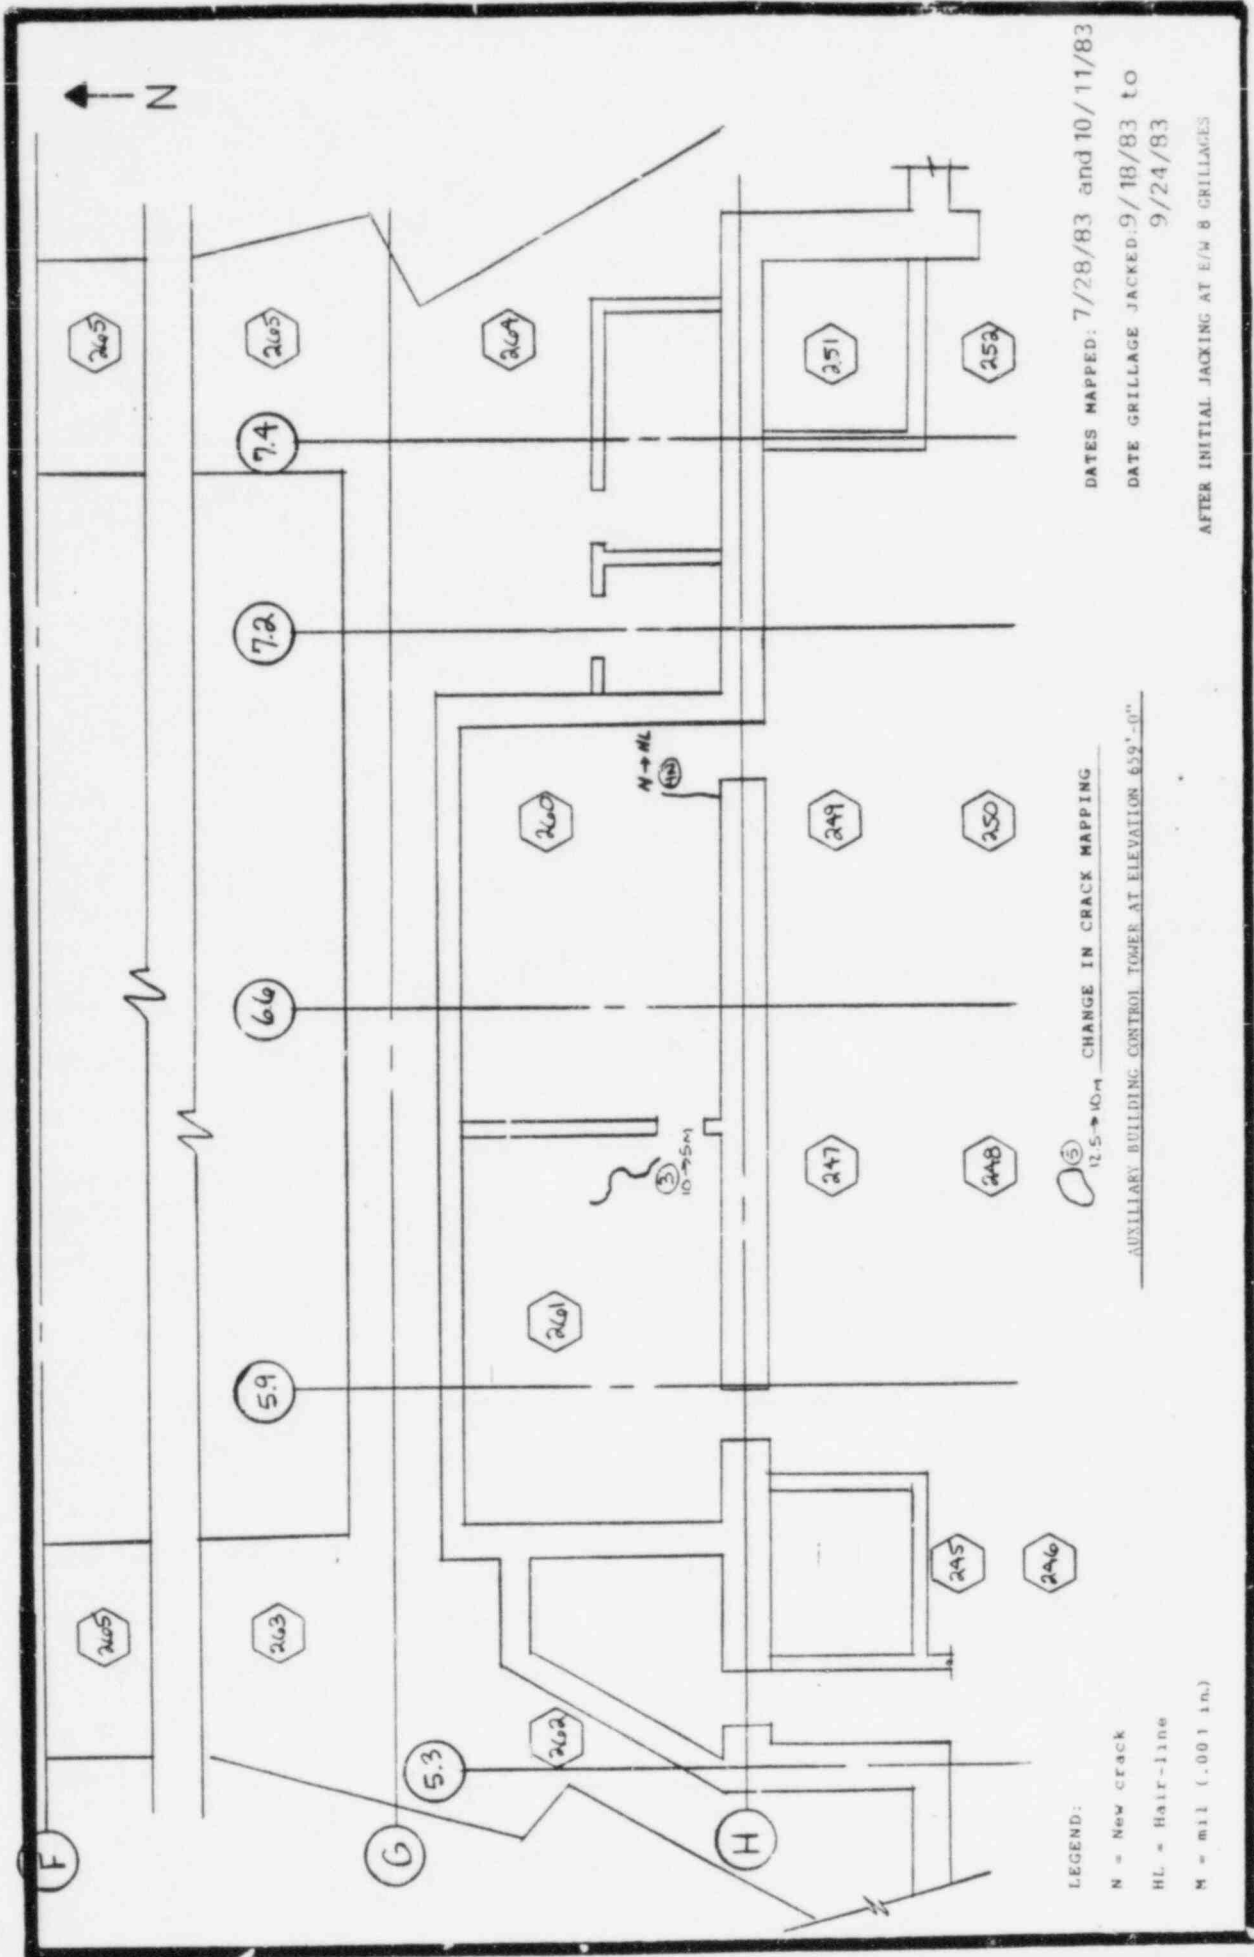 N
F
G
H
265
265
265
263
264
7.4
7.2
6.6
5.9
5.3
262
261
260
N→HL
3
10→5M
251
252
249
250
247
248
245
246
5
12.5→10M
CHANGE IN CRACK MAPPING
AUXILIARY BUILDING CONTROL TOWER AT ELEVATION 659'-0"
DATES MAPPED: 7/28/83 and 10/11/83
DATE GRILLAGE JACKED: 9/18/83 to
9/24/83
AFTER INITIAL JACKING AT E/W 8 GRILLAGES
LEGEND:
N = New crack
HL = Hair-line
M = mil (.001 in.)